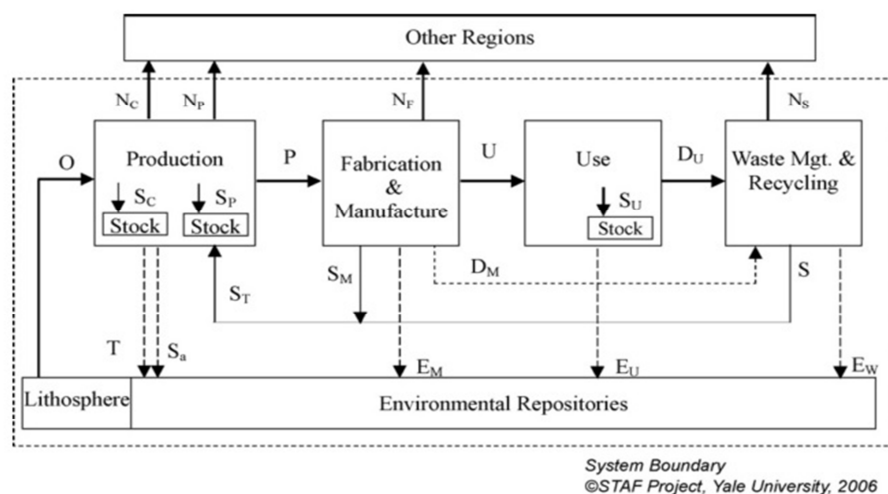 Other Regions
N_C
N_P
N_F
N_S
O
Production
P
Fabrication
&
Manufacture
U
Use
D_U
Waste Mgt. &
Recycling
S_C
S_P
Stock
Stock
S_U
Stock
S_T
S_M
D_M
S
T
S_a
E_M
E_U
E_W
Lithosphere
Environmental Repositories
System Boundary
©STAF Project, Yale University, 2006